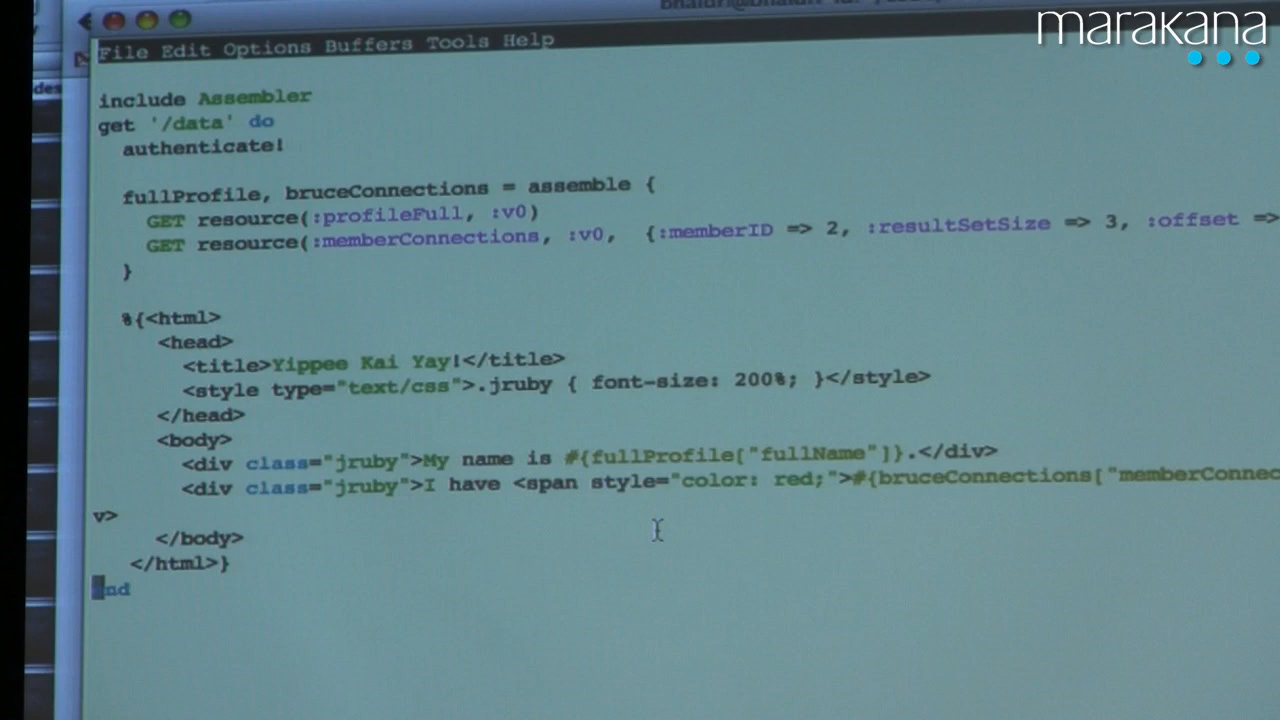 marakana
File Edit Options Buffers Tools Help
des
include Assembler
get '/data' do
authenticate!
fullProfile, bruceConnections = assemble {
GET resource(:profileFull, :v0)
GET resource(:memberConnections, :v0, {:memberID => 2, :resultSetSize => 3, :offset =>
}
%{<html>
<head>
<title>Yippee Kai Yay!</title>
<style type="text/css">.jruby { font-size: 200%; }</style>
</head>
<body>
<div class="jruby">My name is #{fullProfile["fullName"]}.</div>
<div class="jruby">I have <span style="color: red;">#{bruceConnections["memberConnec
v>
</body>
</html>}
end